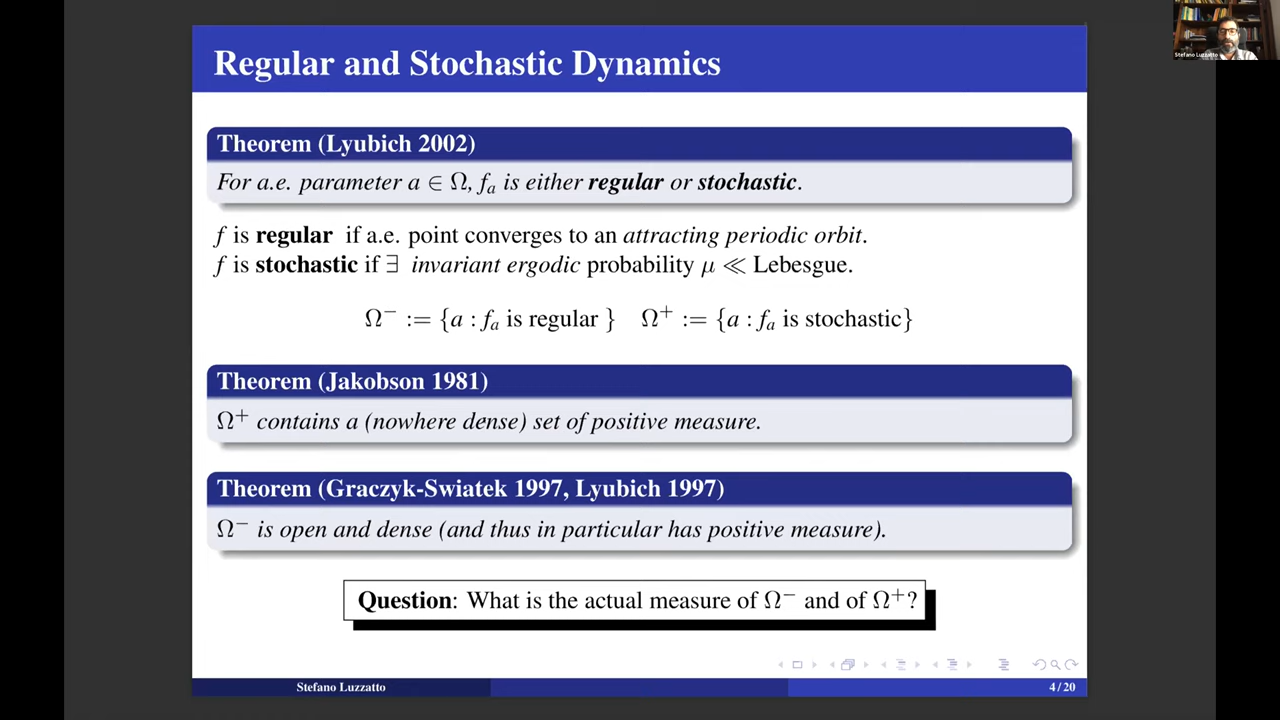 Regular and Stochastic Dynamics
Theorem (Lyubich 2002)
For a.e. parameter a ∈ Ω, fₐ is either regular or stochastic.
f is regular if a.e. point converges to an attracting periodic orbit.
f is stochastic if ∃ invariant ergodic probability μ ≪ Lebesgue.
Ω⁻ := {a : fₐ is regular } Ω⁺ := {a : fₐ is stochastic}
Theorem (Jakobson 1981)
Ω⁺ contains a (nowhere dense) set of positive measure.
Theorem (Graczyk-Swiatek 1997, Lyubich 1997)
Ω⁻ is open and dense (and thus in particular has positive measure).
Question: What is the actual measure of Ω⁻ and of Ω⁺?
Stefano Luzzatto
4 / 20
Stefano Luzzatto